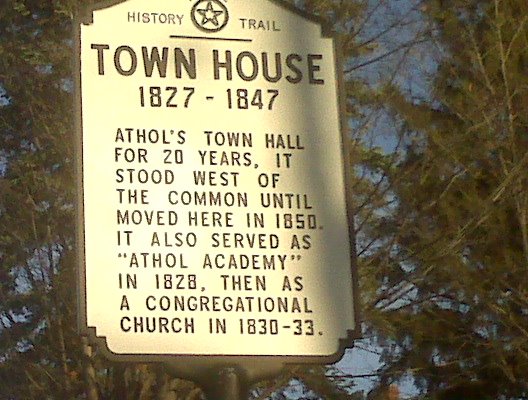 HISTORY TRAIL
TOWN HOUSE
1827 - 1847
ATHOL'S TOWN HALL
FOR 20 YEARS, IT
STOOD WEST OF
THE COMMON UNTIL
MOVED HERE IN 1850.
IT ALSO SERVED AS
"ATHOL ACADEMY"
IN 1828, THEN AS
A CONGREGATIONAL
CHURCH IN 1830-33.